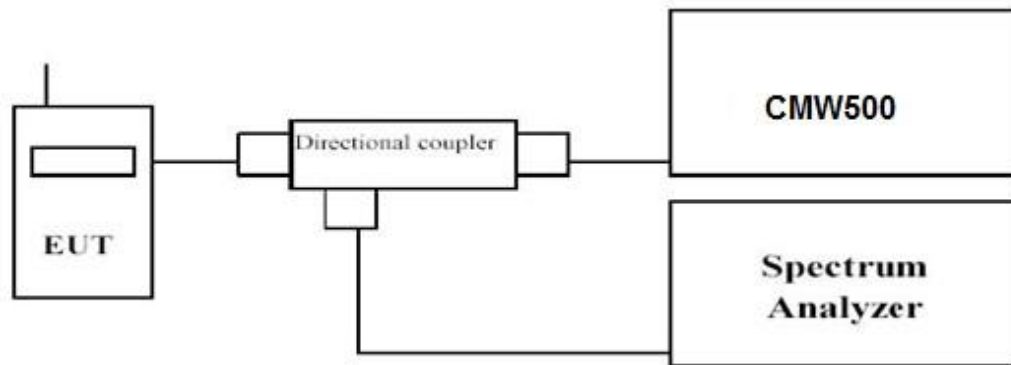 EUT
Directional coupler
CMW500
Spectrum
Analyzer